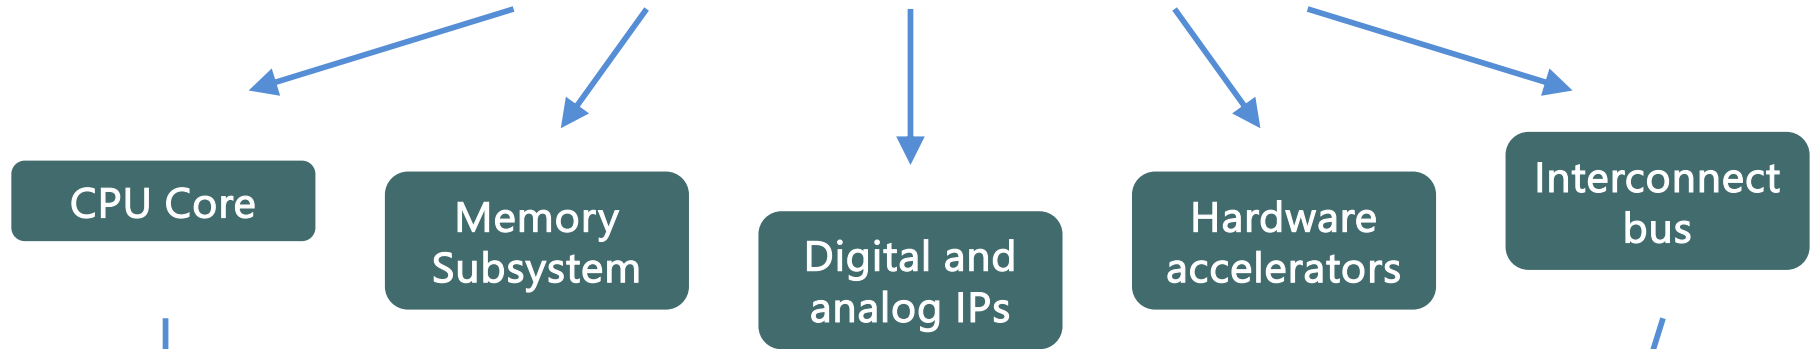 CPU Core
Memory
Subsystem
Digital and
analog IPs
Hardware
accelerators
Interconnect
bus